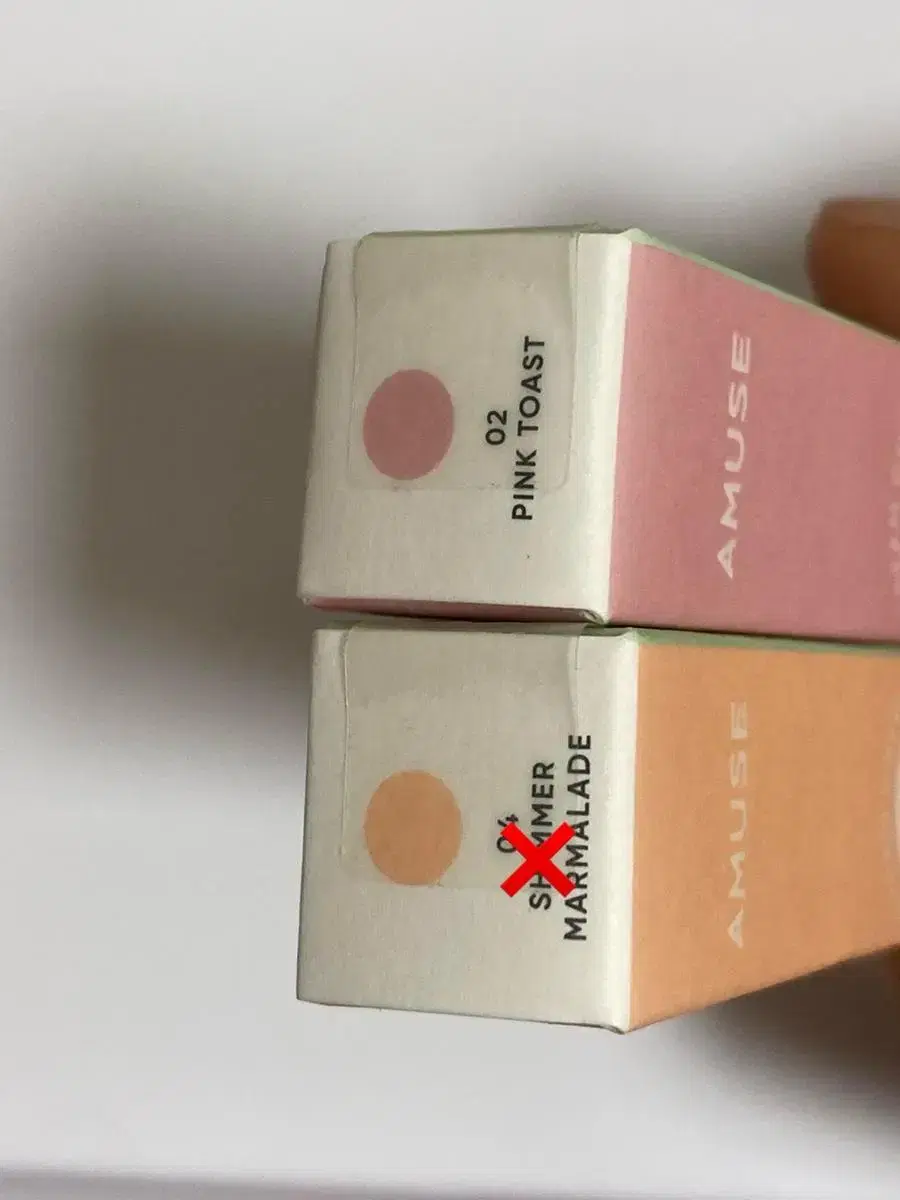 02
PINK TOAST
AMUSE
04
SHIMMER
MARMALADE
AMUSE